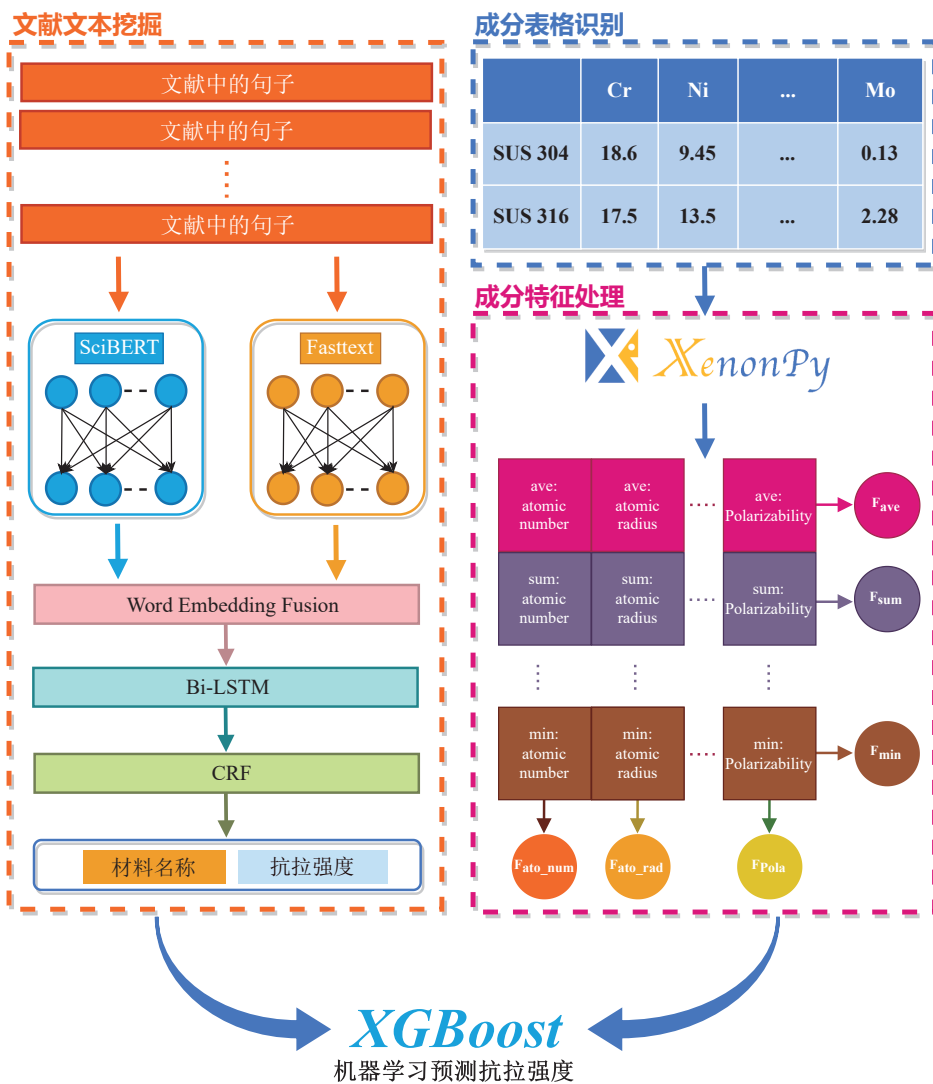 文献文本挖掘
文献中的句子
文献中的句子
文献中的句子
SciBERT
Fasttext
Word Embedding Fusion
Bi-LSTM
CRF
材料名称 抗拉强度
成分表格识别
Cr Ni ... Mo
SUS 304 18.6 9.45 ... 0.13
SUS 316 17.5 13.5 ... 2.28
成分特征处理
XenonPy
ave: atomic number
ave: atomic radius
ave: Polarizability
Fave
sum: atomic number
sum: atomic radius
sum: Polarizability
Fsum
min: atomic number
min: atomic radius
min: Polarizability
Fmin
Fato_num
Fato_rad
FPola
XGBoost
机器学习预测抗拉强度